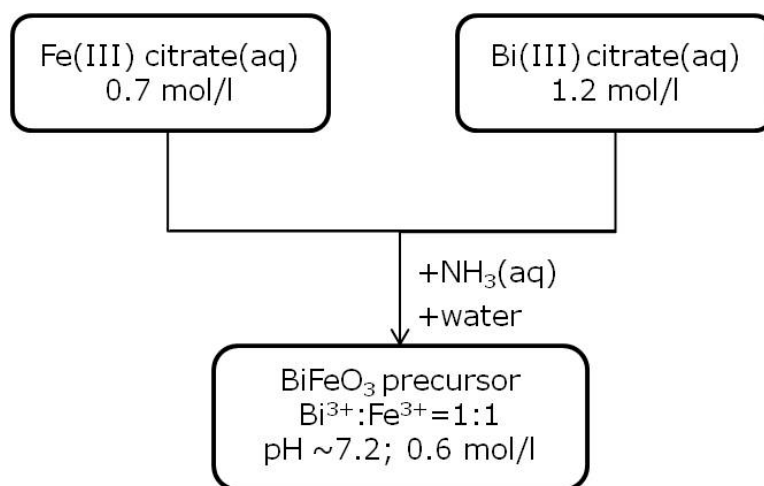 Fe(III) citrate(aq)
0.7 mol/l
Bi(III) citrate(aq)
1.2 mol/l
+NH₃(aq)
+water
BiFeO₃ precursor
Bi³⁺:Fe³⁺=1:1
pH ~7.2; 0.6 mol/l